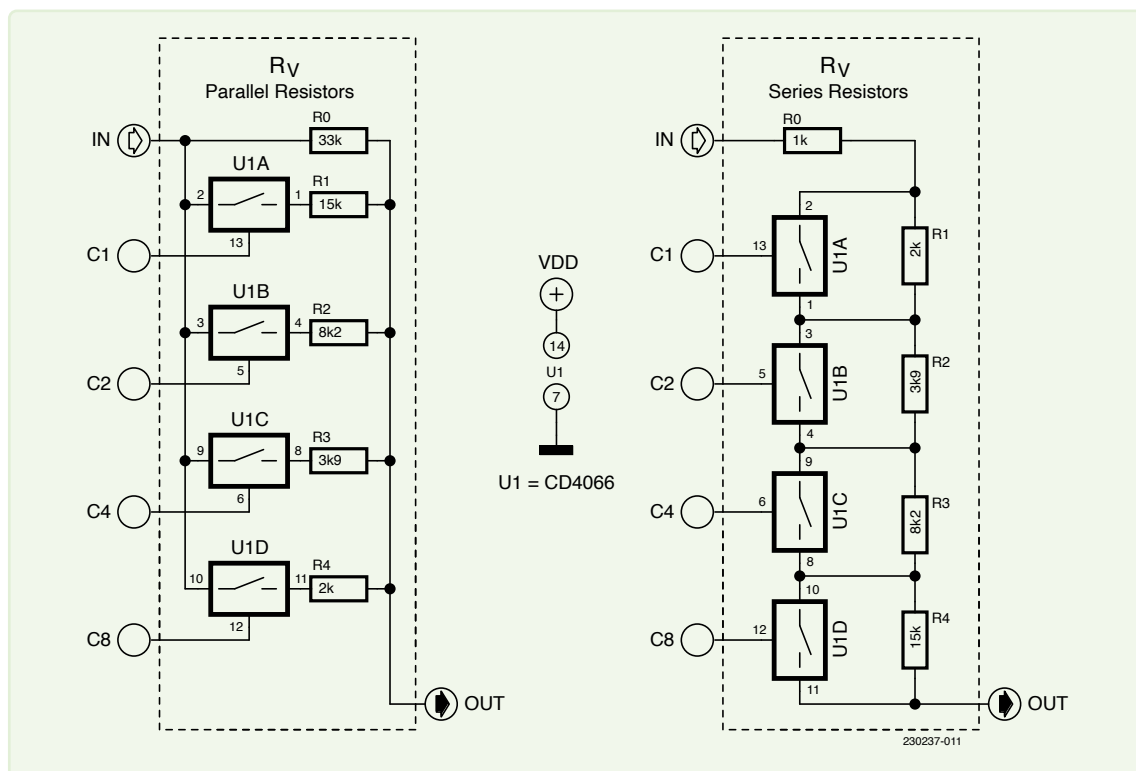 RV
Parallel Resistors
IN
R0
33k
U1A
2
1
R1
15k
13
C1
U1B
3
4
R2
8k2
5
C2
U1C
9
8
R3
3k9
6
C4
U1D
10
11
R4
2k
12
C8
OUT
VDD
+
14
U1
7
U1 = CD4066
RV
Series Resistors
IN
R0
1k
2
13
C1
U1A
1
R1
2k
3
5
C2
U1B
4
R2
3k9
9
6
C4
U1C
8
R3
8k2
10
12
C8
U1D
11
R4
15k
OUT
230237-011